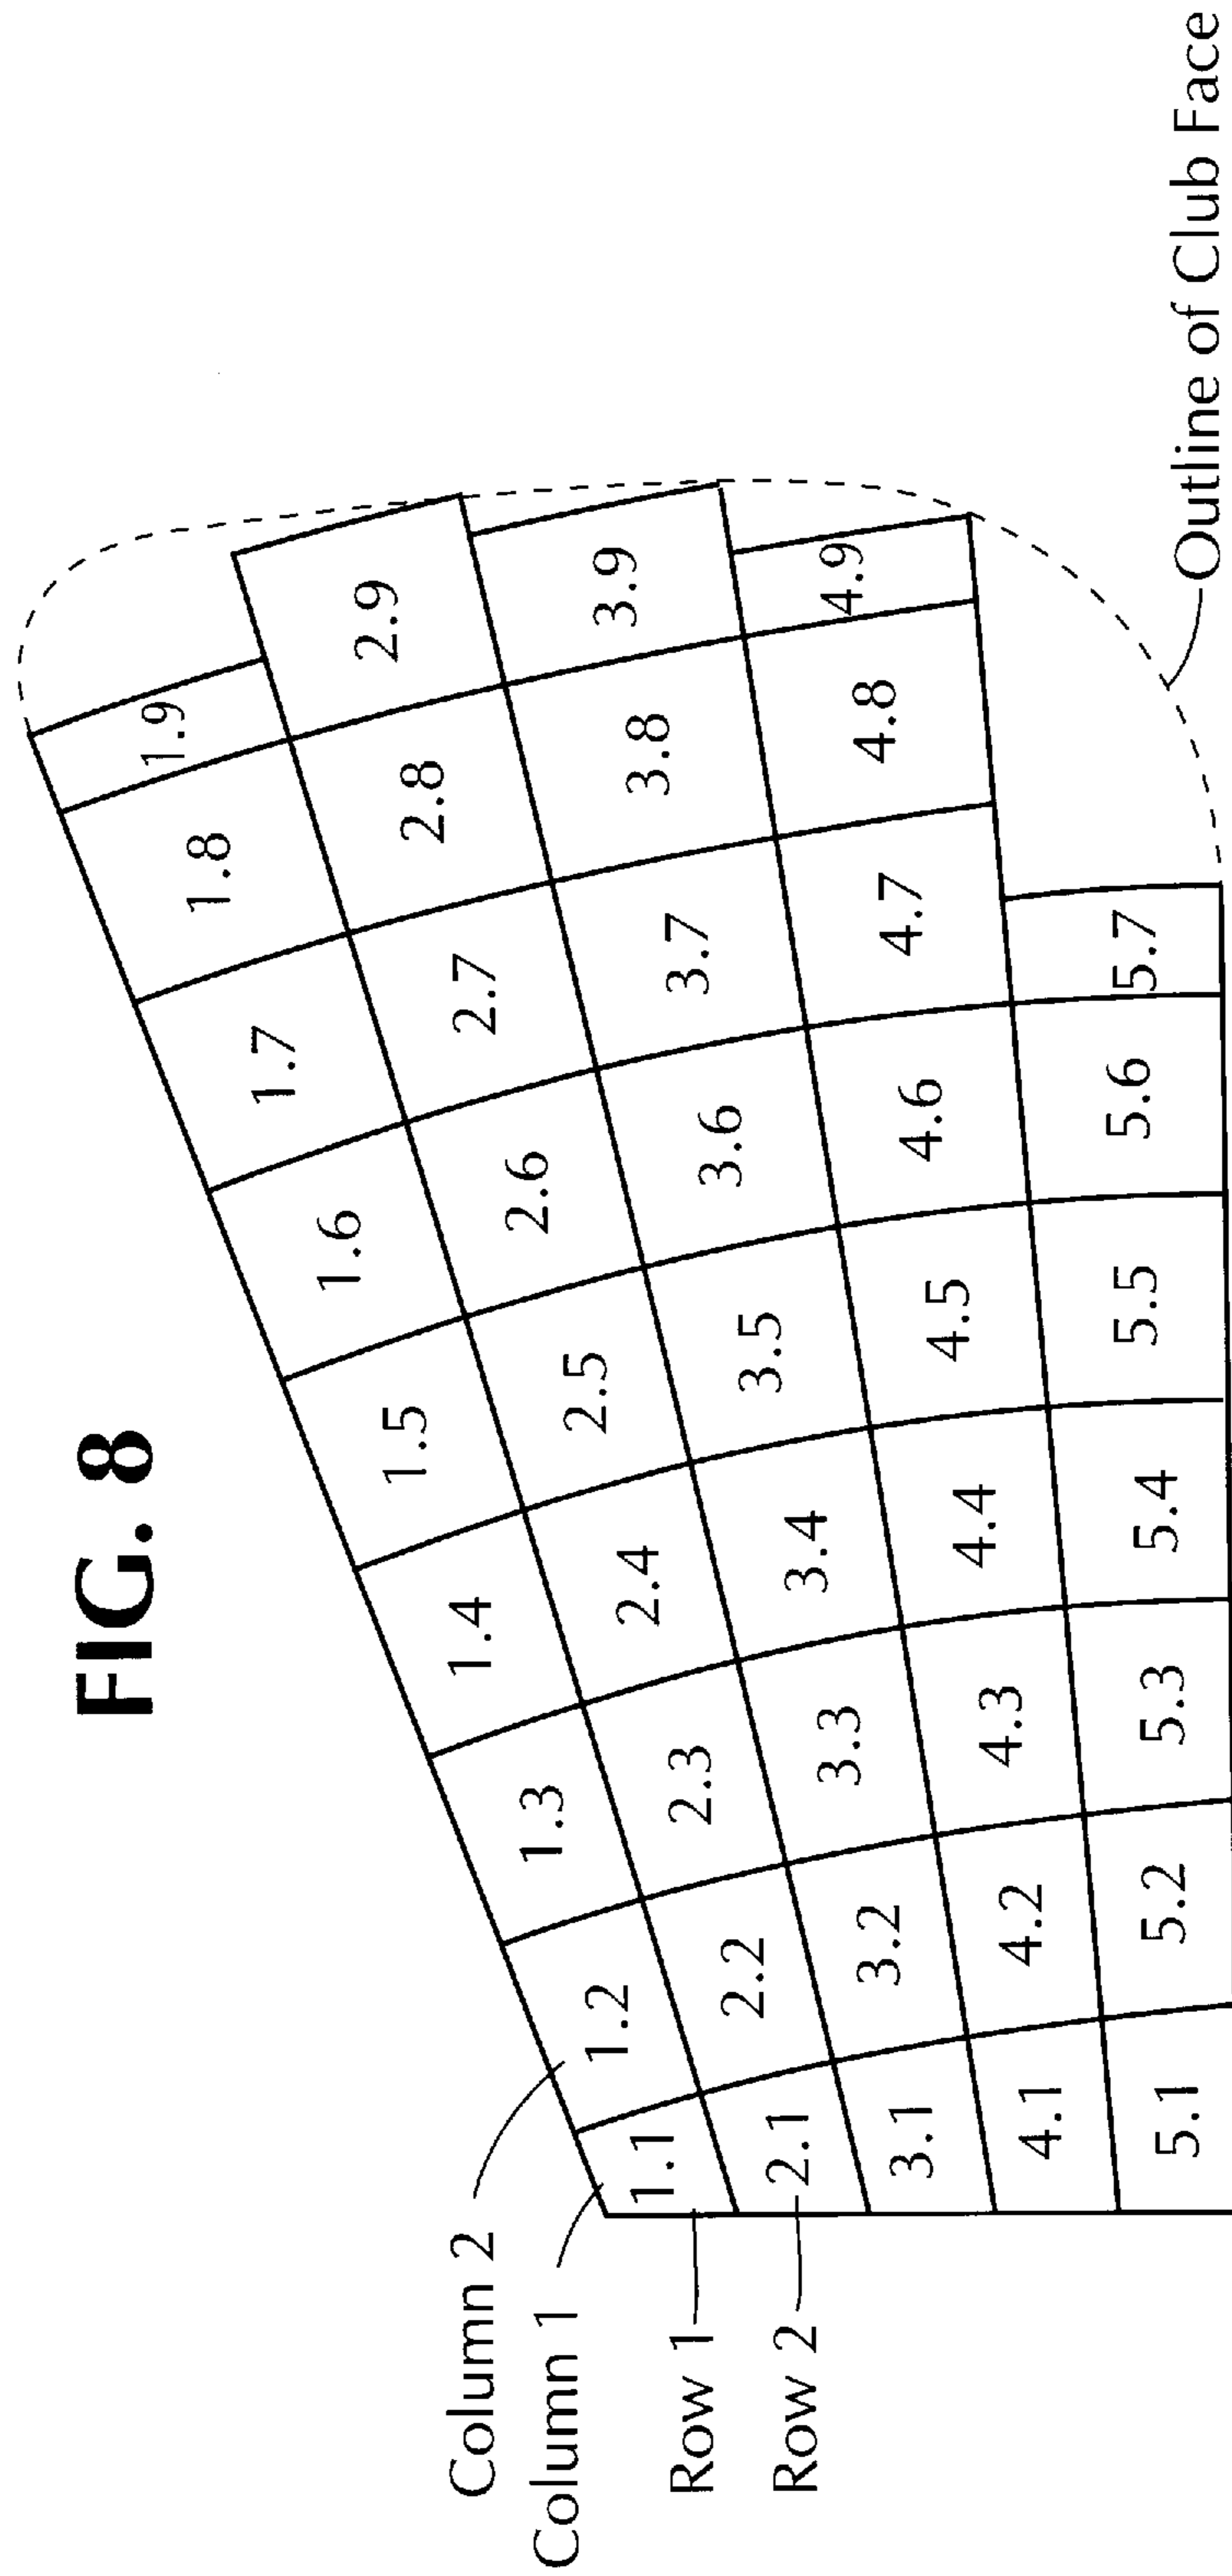 FIG. 8
Column 2
Column 1
Row 1
Row 2
1.1 1.2 1.3 1.4 1.5 1.6 1.7 1.8 1.9
2.1 2.2 2.3 2.4 2.5 2.6 2.7 2.8 2.9
3.1 3.2 3.3 3.4 3.5 3.6 3.7 3.8 3.9
4.1 4.2 4.3 4.4 4.5 4.6 4.7 4.8 4.9
5.1 5.2 5.3 5.4 5.5 5.6 5.7
Outline of Club Face